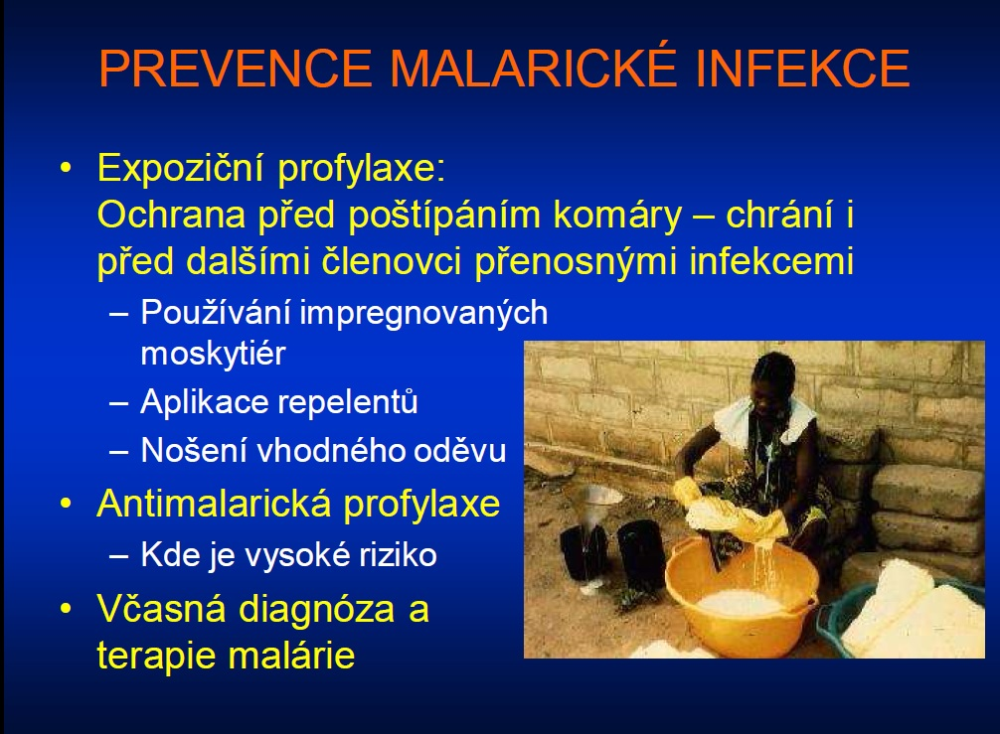 PREVENCE MALARICKÉ INFEKCE
• Expoziční profylaxe:
Ochrana před poštípáním komáry – chrání i
před dalšími členovci přenosnými infekcemi
– Používání impregnovaných
moskytiér
– Aplikace repelentů
– Nošení vhodného oděvu
• Antimalarická profylaxe
– Kde je vysoké riziko
• Včasná diagnóza a
terapie malárie